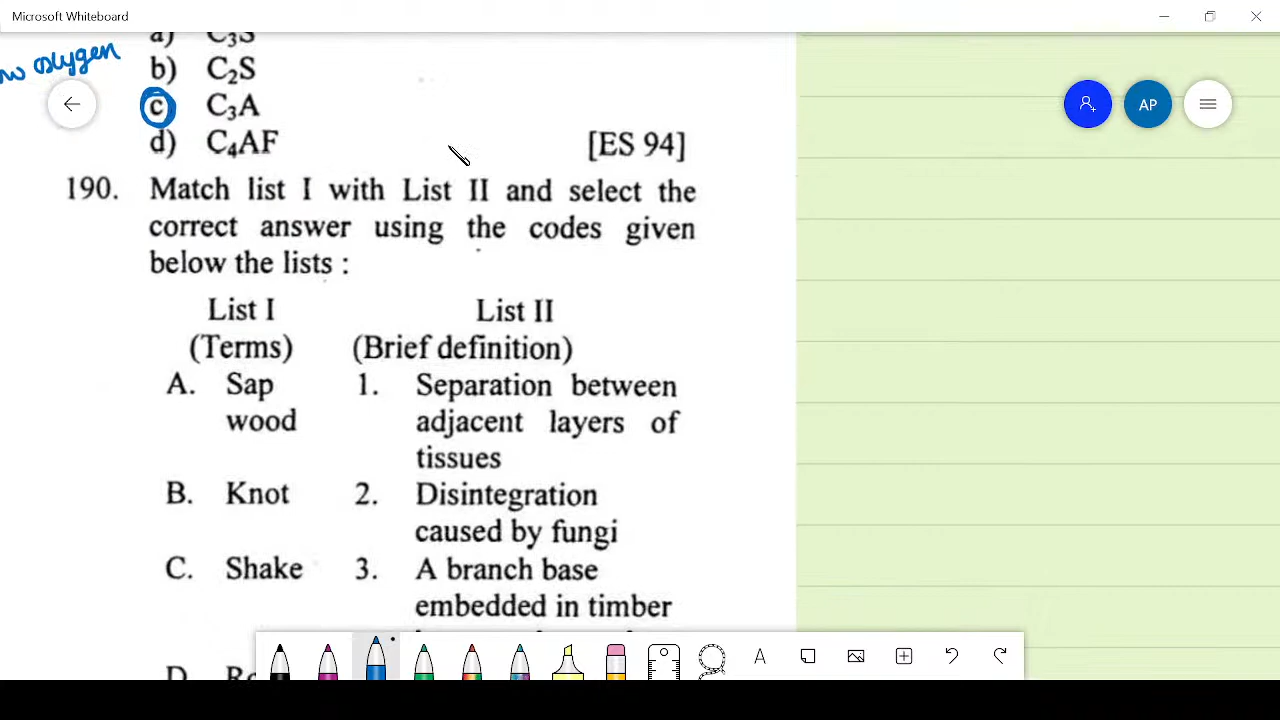 Microsoft Whiteboard
a) C₃S
oxygen
b) C₂S
c) C₃A
AP
d) C₄AF [ES 94]
190. Match list I with List II and select the
correct answer using the codes given
below the lists :
List I List II
(Terms) (Brief definition)
A. Sap 1. Separation between
wood adjacent layers of
tissues
B. Knot 2. Disintegration
caused by fungi
C. Shake 3. A branch base
embedded in timber
D.